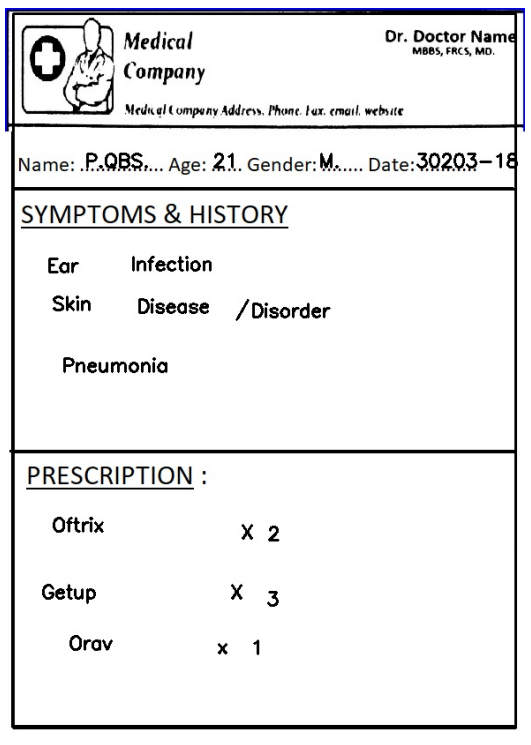 Medical
Company
Dr. Doctor Name
MBBS, FRCS, MD.
Medical Company Address, Phone, Fax, email, website
Name: .P.QBS..... Age: 21.. Gender: M...... Date: 30203-18
SYMPTOMS & HISTORY
Ear Infection
Skin Disease /Disorder
Pneumonia
PRESCRIPTION :
Oftrix X 2
Getup X 3
Orav x 1